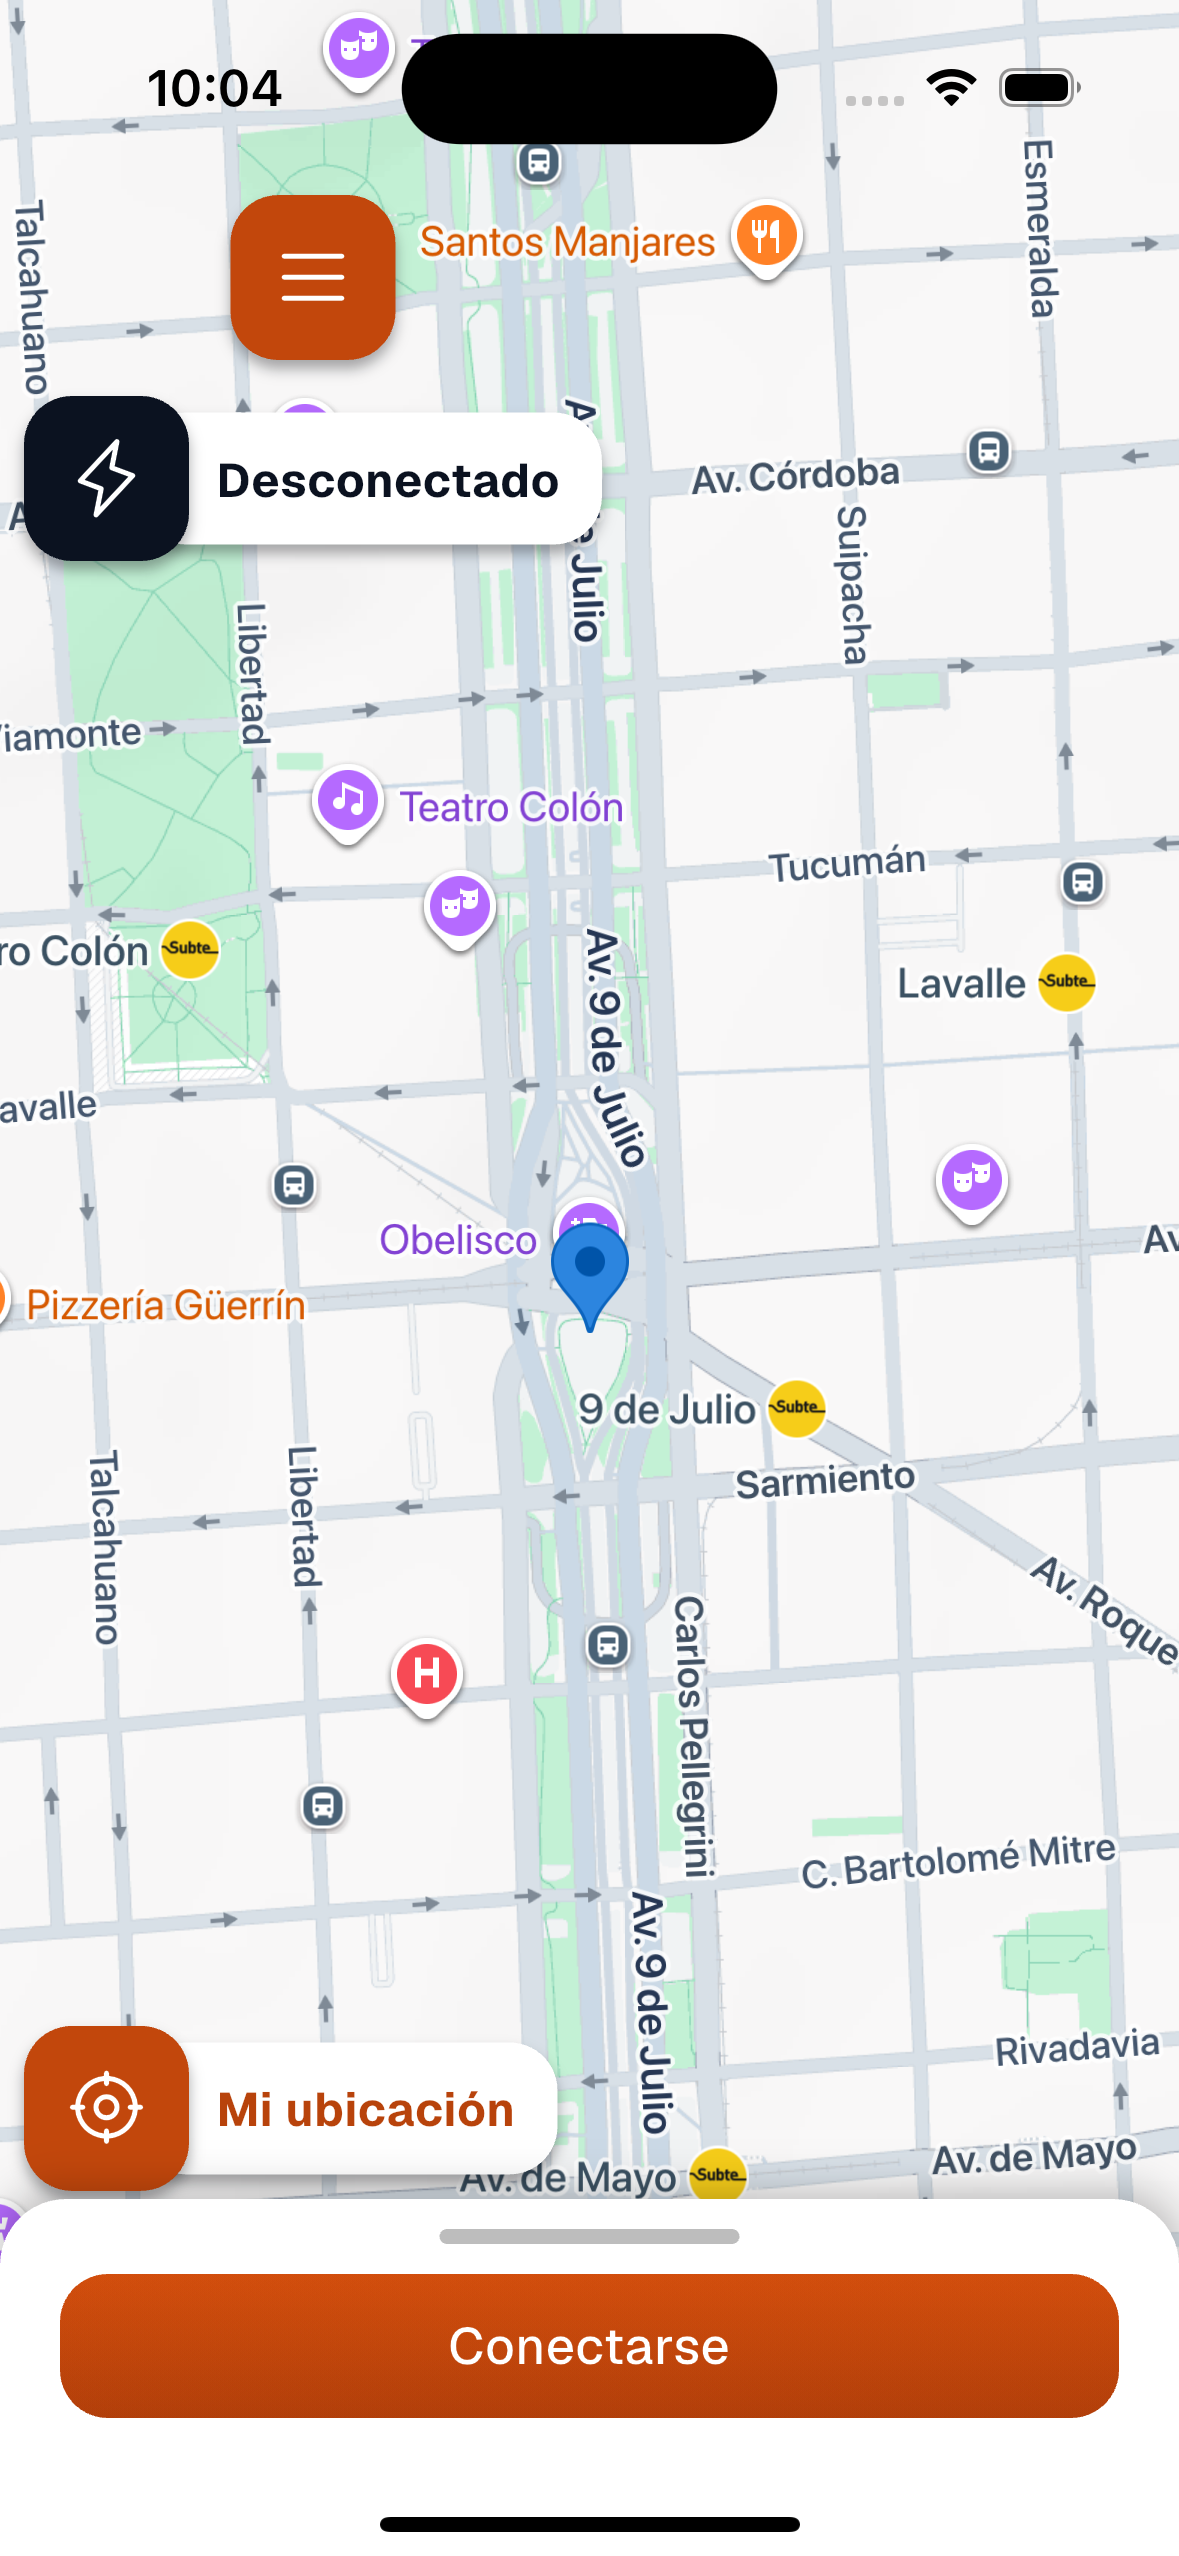 10:04
Talcahuano
Santos Manjares
Esmeralda
Desconectado
Av. Córdoba
Julio
Suipacha
Libertad
Viamonte
Teatro Colón
Tucumán
ro Colón
Subte
Av. 9 de Julio
Lavalle
Subte
avalle
Obelisco
Av
Pizzería Güerrín
9 de Julio
Subte
Sarmiento
Talcahuano
Libertad
Av. Roque
Carlos Pellegrini
H
C. Bartolomé Mitre
Av. 9 de Julio
Rivadavia
Mi ubicación
Av. de Mayo
Av. de Mayo
Subte
Conectarse